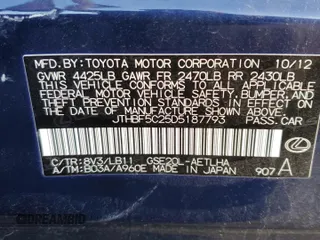 MFD.BY: TOYOTA MOTOR CORPORATION 10/12
GVWR 4425LB GAWR FR 2470LB RR 2430LB
THIS VEHICLE CONFORMS TO ALL APPLICABLE
FEDERAL MOTOR VEHICLE SAFETY, BUMPER, AND
THEFT PREVENTION STANDARDS IN EFFECT ON
THE DATE OF MANUFACTURE SHOWN ABOVE.
JTHBF5C25D5187793 PASS.CAR
C/TR: 8V3/LB11 GSE20L-AETLHA
A/TM: B03A/A960E MADE IN JAPAN 907 A